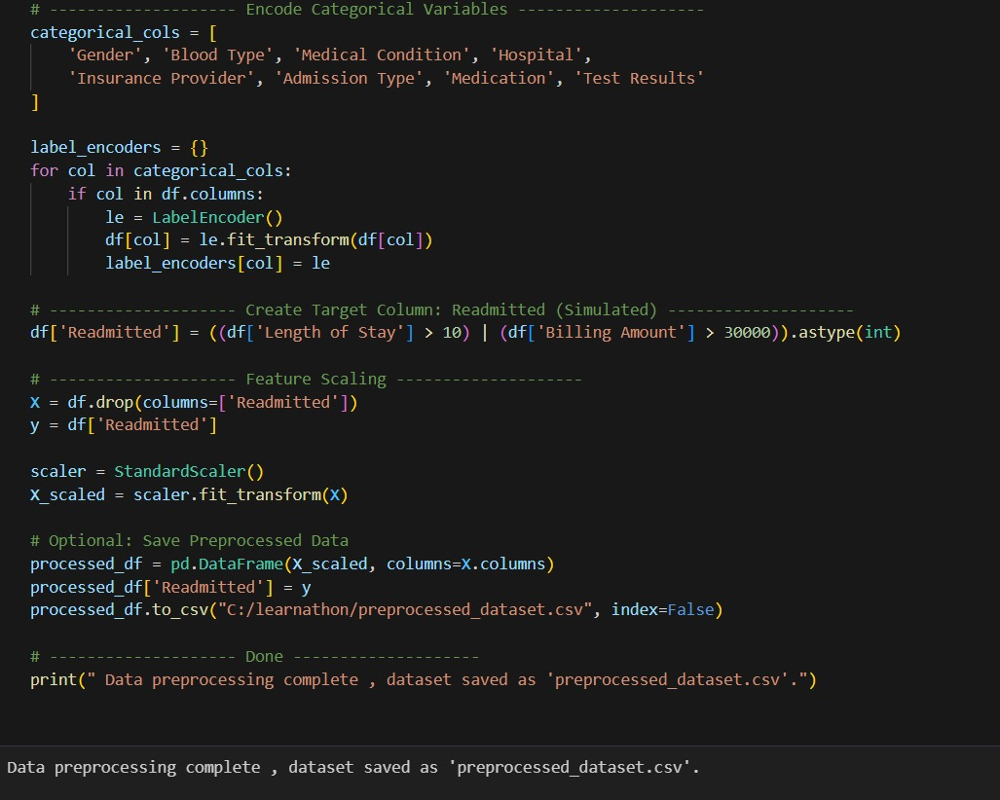 # -------------------- Encode Categorical Variables --------------------
categorical_cols = [
    'Gender', 'Blood Type', 'Medical Condition', 'Hospital',
    'Insurance Provider', 'Admission Type', 'Medication', 'Test Results'
]

label_encoders = {}
for col in categorical_cols:
    if col in df.columns:
        le = LabelEncoder()
        df[col] = le.fit_transform(df[col])
        label_encoders[col] = le

# -------------------- Create Target Column: Readmitted (Simulated) --------------------
df['Readmitted'] = ((df['Length of Stay'] > 10) | (df['Billing Amount'] > 30000)).astype(int)

# -------------------- Feature Scaling --------------------
X = df.drop(columns=['Readmitted'])
y = df['Readmitted']

scaler = StandardScaler()
X_scaled = scaler.fit_transform(X)

# Optional: Save Preprocessed Data
processed_df = pd.DataFrame(X_scaled, columns=X.columns)
processed_df['Readmitted'] = y
processed_df.to_csv("C:/learnathon/preprocessed_dataset.csv", index=False)

# -------------------- Done --------------------
print(" Data preprocessing complete , dataset saved as 'preprocessed_dataset.csv'.")

Data preprocessing complete , dataset saved as 'preprocessed_dataset.csv'.